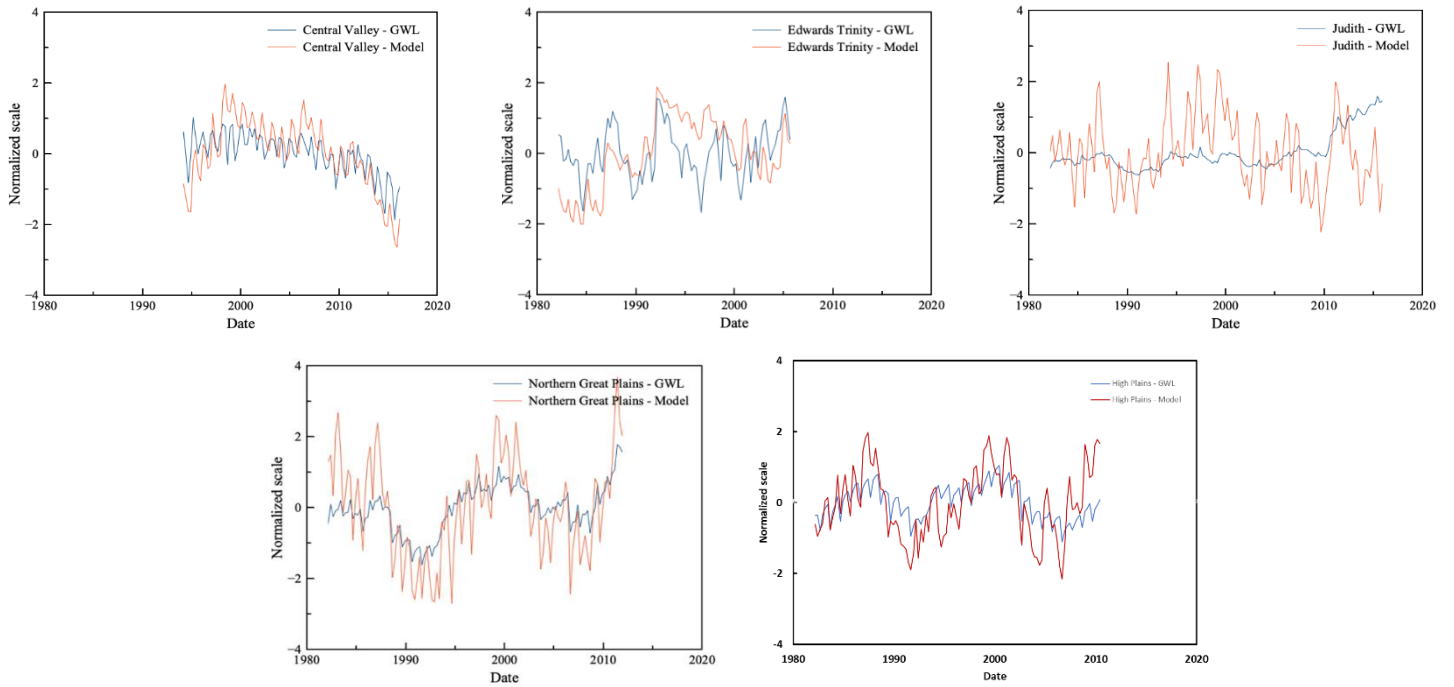 4
2
0
−2
−4
Normalized scale
Central Valley - GWL
Central Valley - Model
1980
1990
2000
2010
2020
Date
4
2
0
−2
−4
Normalized scale
Edwards Trinity - GWL
Edwards Trinity - Model
1980
1990
2000
2010
2020
Date
4
2
0
−2
−4
Normalized scale
Judith - GWL
Judith - Model
1980
1990
2000
2010
2020
Date
4
2
0
−2
−4
Normalized scale
Northern Great Plains - GWL
Northern Great Plains - Model
1980
1990
2000
2010
2020
Date
4
2
0
-2
-4
Normalized scale
High Plains - GWL
High Plains - Model
1980
1990
2000
2010
2020
Date